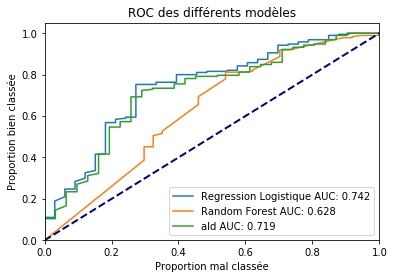 ROC des différents modèles
Proportion bien classée
1.0
0.8
0.6
0.4
0.2
0.0
Regression Logistique AUC: 0.742
Random Forest AUC: 0.628
ald AUC: 0.719
0.0 0.2 0.4 0.6 0.8 1.0
Proportion mal classée